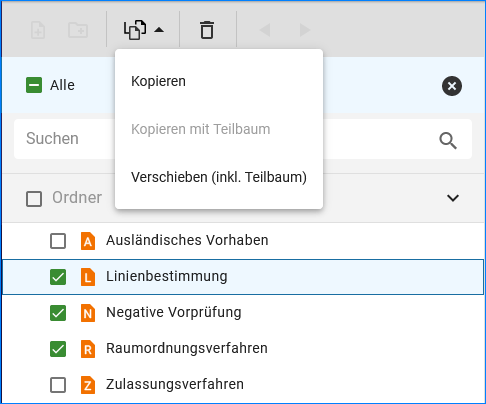 Alle
Kopieren
Kopieren mit Teilbaum
Verschieben (inkl. Teilbaum)
Suchen
Ordner
A Ausländisches Vorhaben
L Linienbestimmung
N Negative Vorprüfung
R Raumordnungsverfahren
Z Zulassungsverfahren